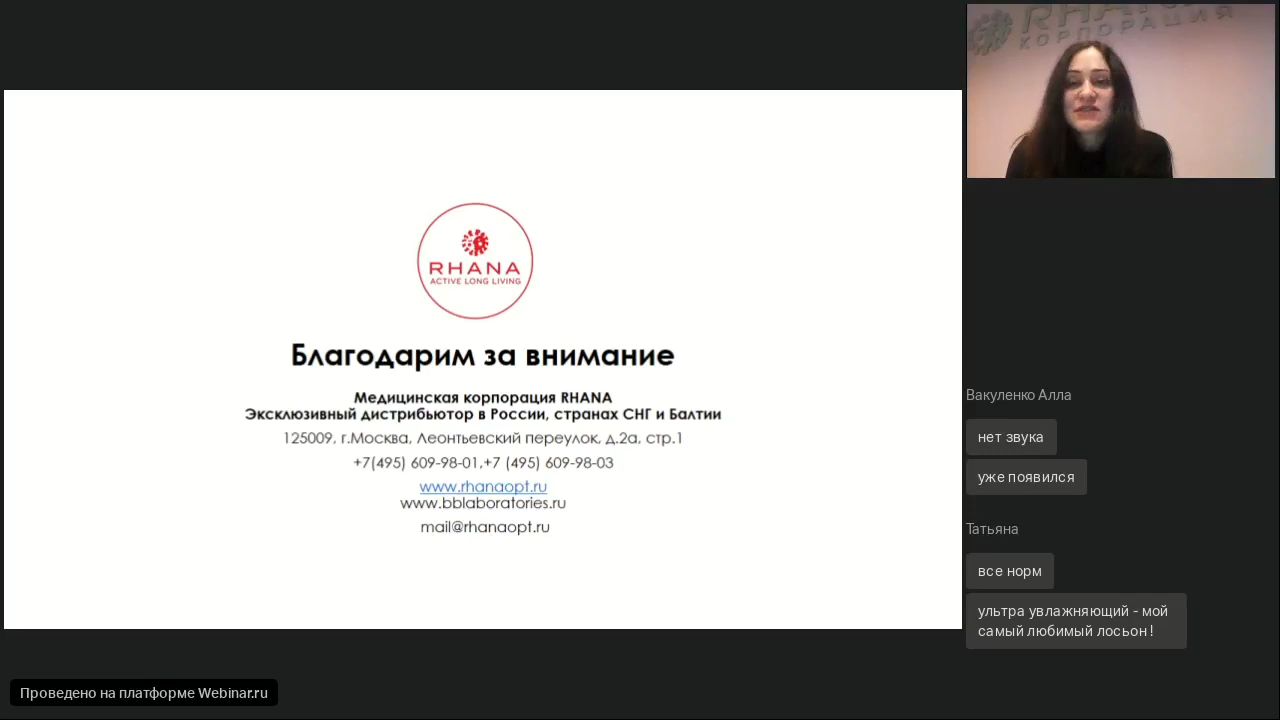 RHANA
КОРПОРАЦИЯ
RHANA
ACTIVE LONG LIVING
Благодарим за внимание
Медицинская корпорация RHANA
Эксклюзивный дистрибьютор в России, странах СНГ и Балтии
125009, г.Москва, Леонтьевский переулок, д.2а, стр.1
+7(495) 609-98-01,+7 (495) 609-98-03
www.rhanaopt.ru
www.bblaboratories.ru
mail@rhanaopt.ru
Вакуленко Алла
нет звука
уже появился
Татьяна
все норм
ультра увлажняющий - мой
самый любимый лосьон !
Проведено на платформе Webinar.ru